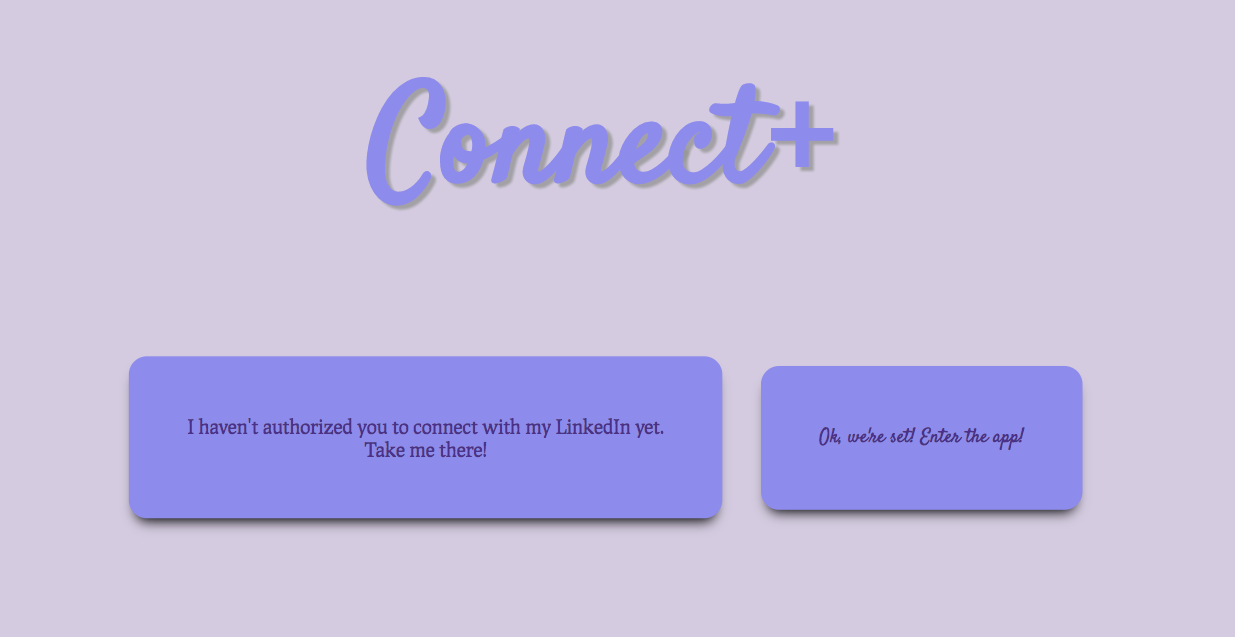 Connect+
I haven't authorized you to connect with my LinkedIn yet.
Take me there!
Ok, we're set! Enter the app!